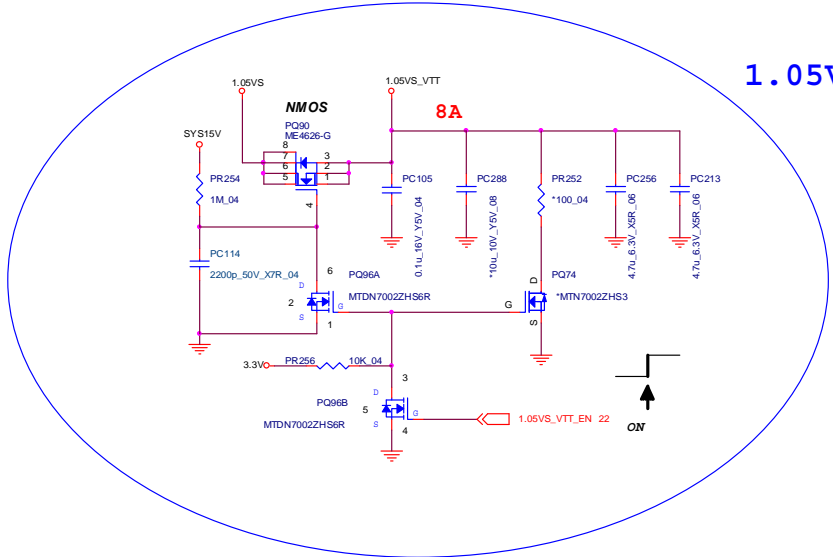 1.05V
1.05VS
1.05VS_VTT
NMOS
8A
SYS15V
PQ90
ME4626-G
8
7
6
5
3
2
1
4
PR254
1M_04
PC105
0.1u_16V_Y5V_04
PC288
*10u_10V_Y5V_08
PR252
*100_04
PC256
4.7u_6.3V_X5R_06
PC213
4.7u_6.3V_X5R_06
PC114
2200p_50V_X7R_04
6
PQ96A
D
MTDN7002ZHS6R
2
G
S
1
PQ74
D
*MTN7002ZHS3
G
S
3.3V
PR256
10K_04
3
PQ96B
D
5
G
S
MTDN7002ZHS6R
4
1.05VS_VTT_EN 22
ON